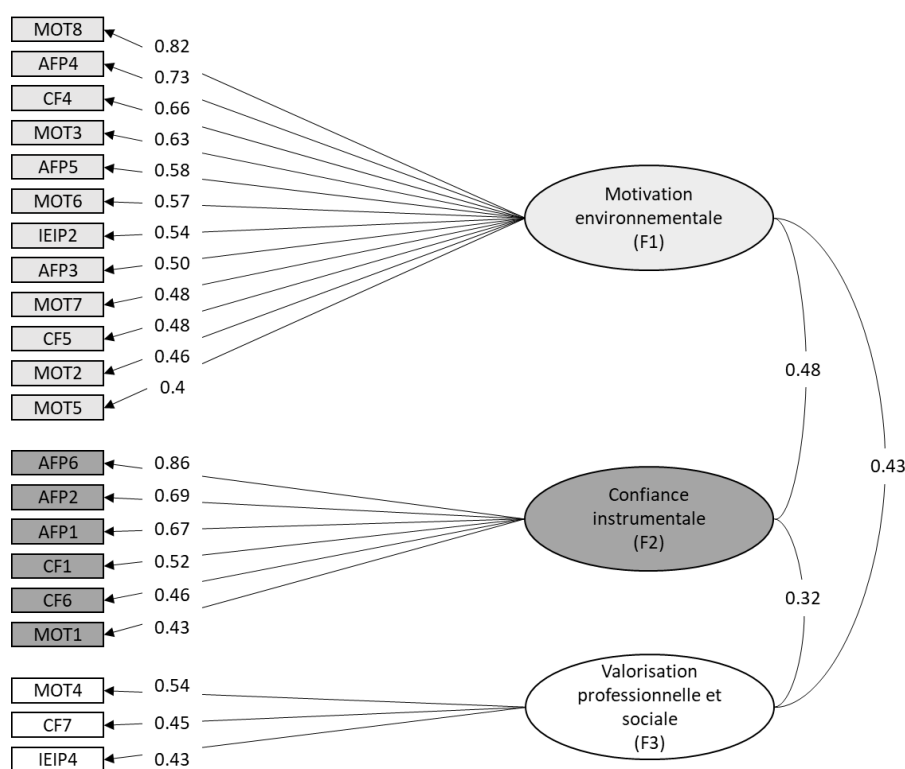 MOT8
0.82
AFP4
0.73
CF4
0.66
MOT3
0.63
AFP5
0.58
MOT6
0.57
IEIP2
0.54
AFP3
0.50
MOT7
0.48
CF5
0.48
MOT2
0.46
MOT5
0.4
Motivation
environnementale
(F1)
0.48
0.43
AFP6
0.86
AFP2
0.69
AFP1
0.67
CF1
0.52
CF6
0.46
MOT1
0.43
Confiance
instrumentale
(F2)
0.32
MOT4
0.54
CF7
0.45
IEIP4
0.43
Valorisation
professionnelle et
sociale
(F3)